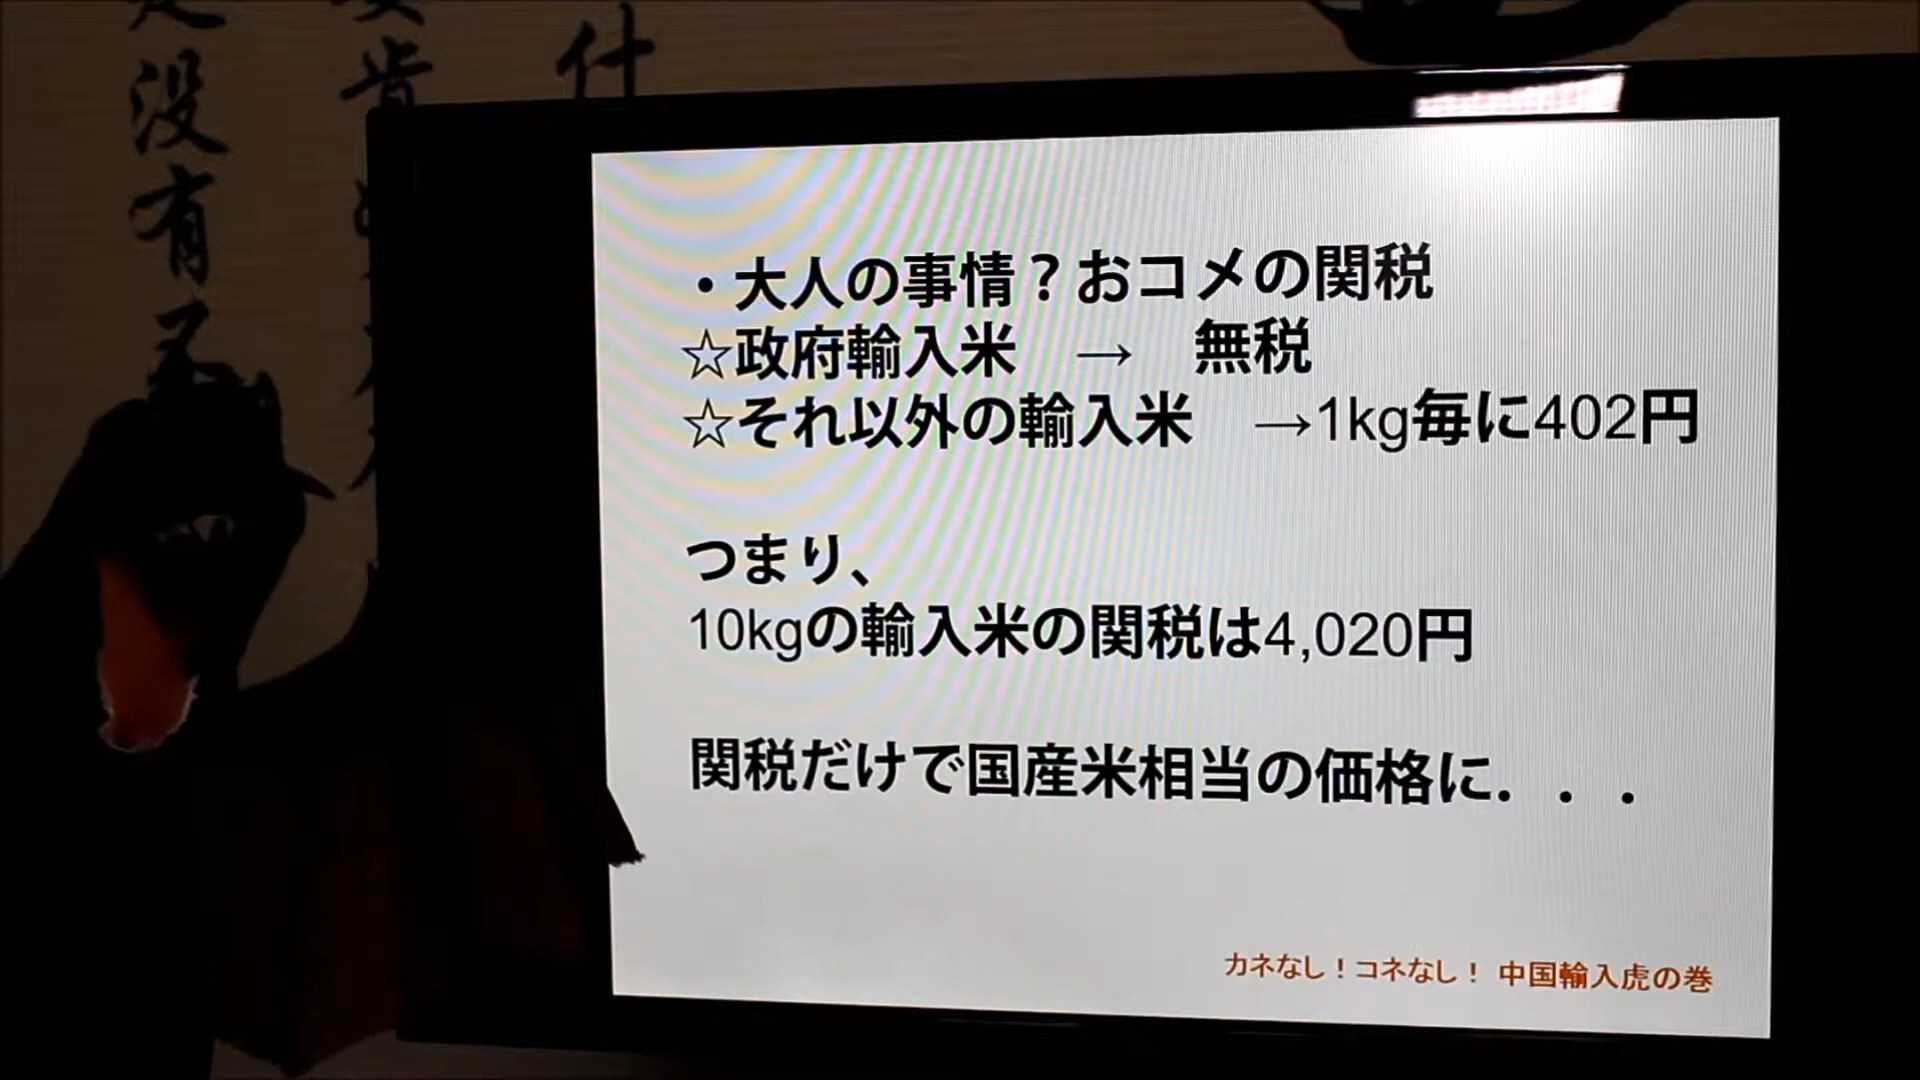 没有
肯
什
・大人の事情？おコメの関税
☆政府輸入米　→　無税
☆それ以外の輸入米　→1kg毎に402円
つまり、
10kgの輸入米の関税は4,020円
関税だけで国産米相当の価格に．．．
カネなし！コネなし！ 中国輸入虎の巻